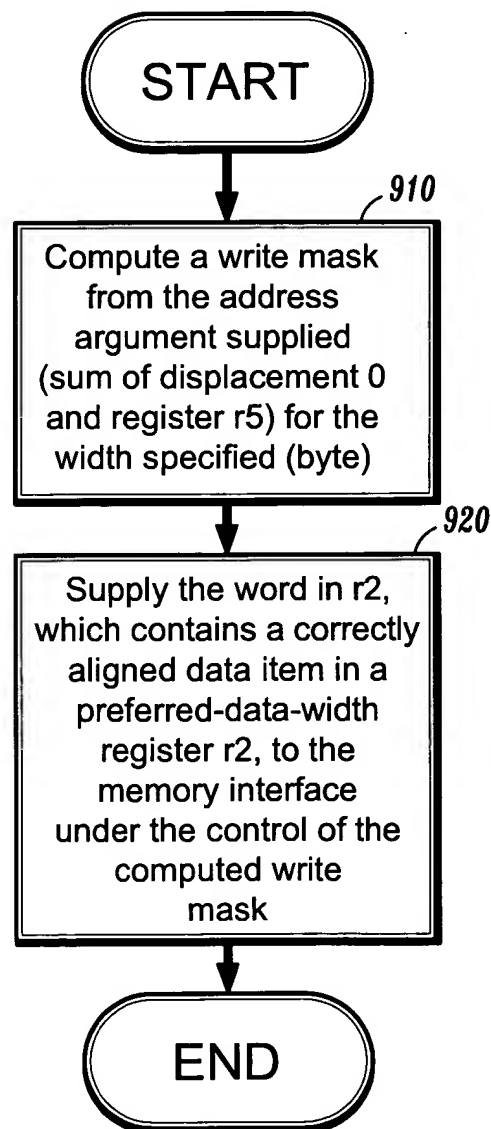 START
910
Compute a write mask
from the address
argument supplied
(sum of displacement 0
and register r5) for the
width specified (byte)
920
Supply the word in r2,
which contains a correctly
aligned data item in a
preferred-data-width
register r2, to the
memory interface
under the control of the
computed write
mask
END